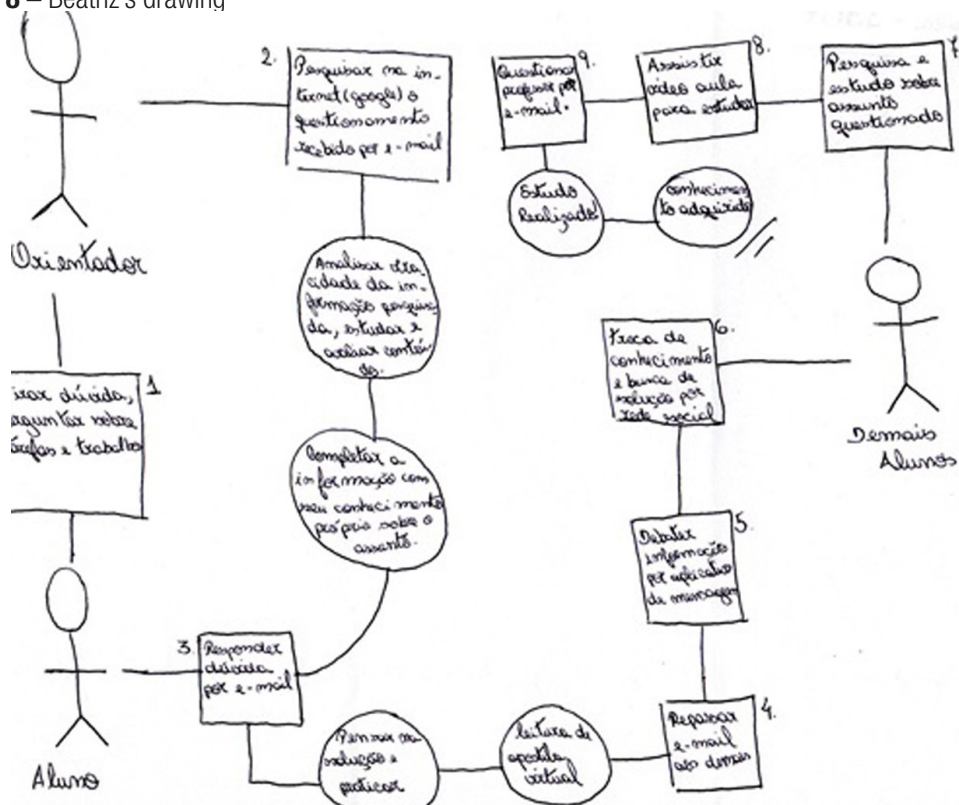 8 – Beatriz's drawing
2.
Pesquisar na in-
ternet (google) o
questionamento
recebido por e-mail
Questionar
professor por
e-mail.
9.
Assistir
vídeo aula
para estudar
8.
Pesquisa e
estudo sobre
assunto
questionado
7
Estudo
Realizado
conhecimen
to adquirido
Orientador
Analisar vera-
cidade da in-
formação pesquisa
da, estudar e
avaliar conteú-
do.
1
irar dúvida,
erguntar sobre
arefas e trabalho
6.
Troca de
conhecimento
e busca de
solução por
rede social
Demais
Alunos
Completar a
informação com
seu conhecimento
próprio sobre o
assunto.
5.
Debater
informação
por aplicativo
de mensagem
3.
Responder
dúvida
por e-mail
Aluno
Pensar na
solução e
praticar
leitura de
apostila
virtual
Repassar
e-mail
aos demais
4.